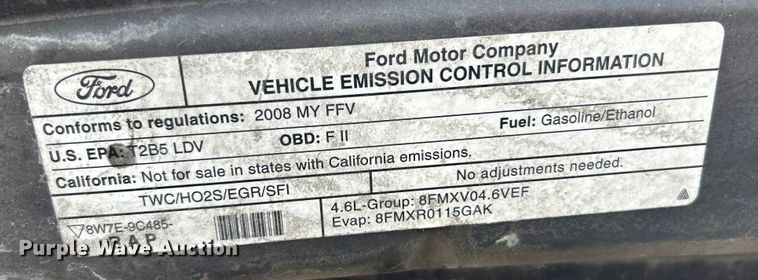 Ford
Ford Motor Company
VEHICLE EMISSION CONTROL INFORMATION
Conforms to regulations: 2008 MY FFV
U.S. EPA: T2B5 LDV OBD: F II Fuel: Gasoline/Ethanol
California: Not for sale in states with California emissions.
TWC/HO2S/EGR/SFI No adjustments needed.
8W7E-9C485- 4.6L-Group: 8FMXV04.6VEF
Evap: 8FMXR0115GAK
Purple Wave Auction